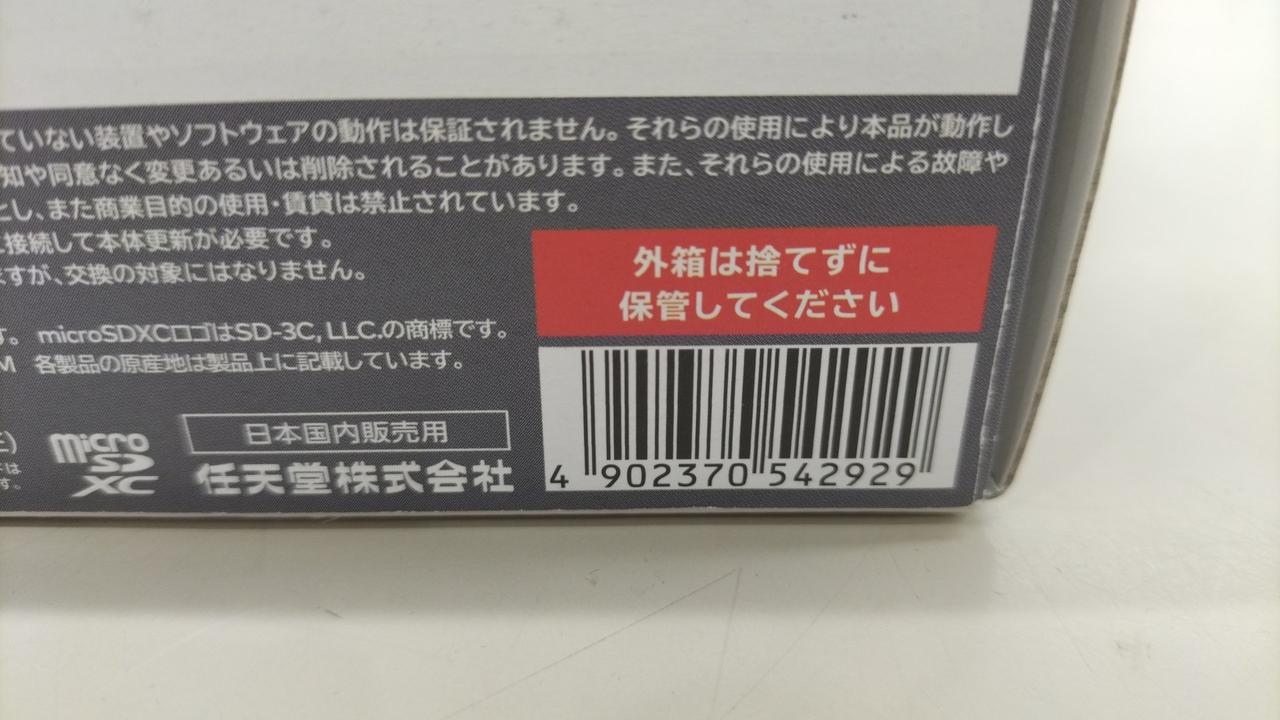 ていない装置やソフトウェアの動作は保証されません。それらの使用により本品が動作し
知や同意なく変更あるいは削除されることがあります。また、それらの使用による故障や
とし、また商業目的の使用・賃貸は禁止されています。
接続して本体更新が必要です。
ますが、交換の対象にはなりません。
外箱は捨てずに
保管してください
す。 microSDXCロゴはSD-3C, LLC.の商標です。
M 各製品の原産地は製品上に記載しています。
日本国内販売用
micro
SD
XC
任天堂株式会社
4 902370 542929